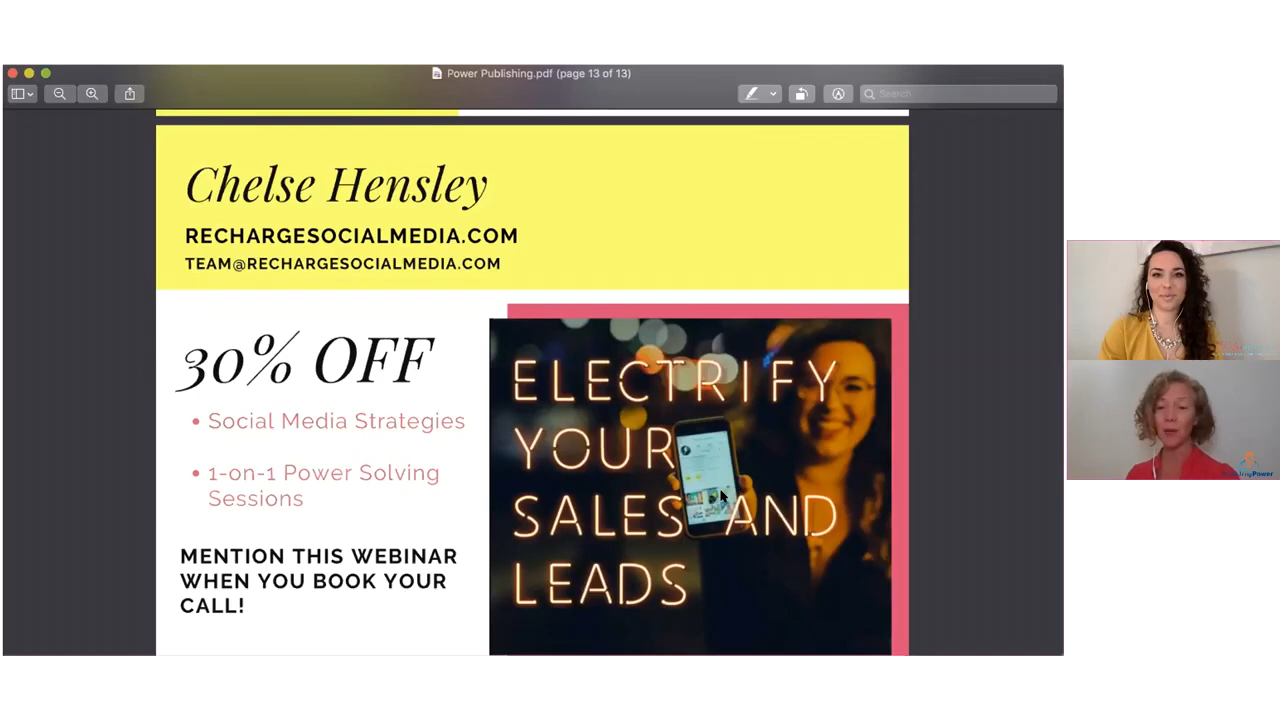 Power Publishing.pdf (page 13 of 13)
Search
Chelse Hensley
RECHARGESOCIALMEDIA.COM
TEAM@RECHARGESOCIALMEDIA.COM
30% OFF
• Social Media Strategies
• 1-on-1 Power Solving
Sessions
MENTION THIS WEBINAR
WHEN YOU BOOK YOUR
CALL!
ELECTRIFY
YOUR
SALES AND
LEADS